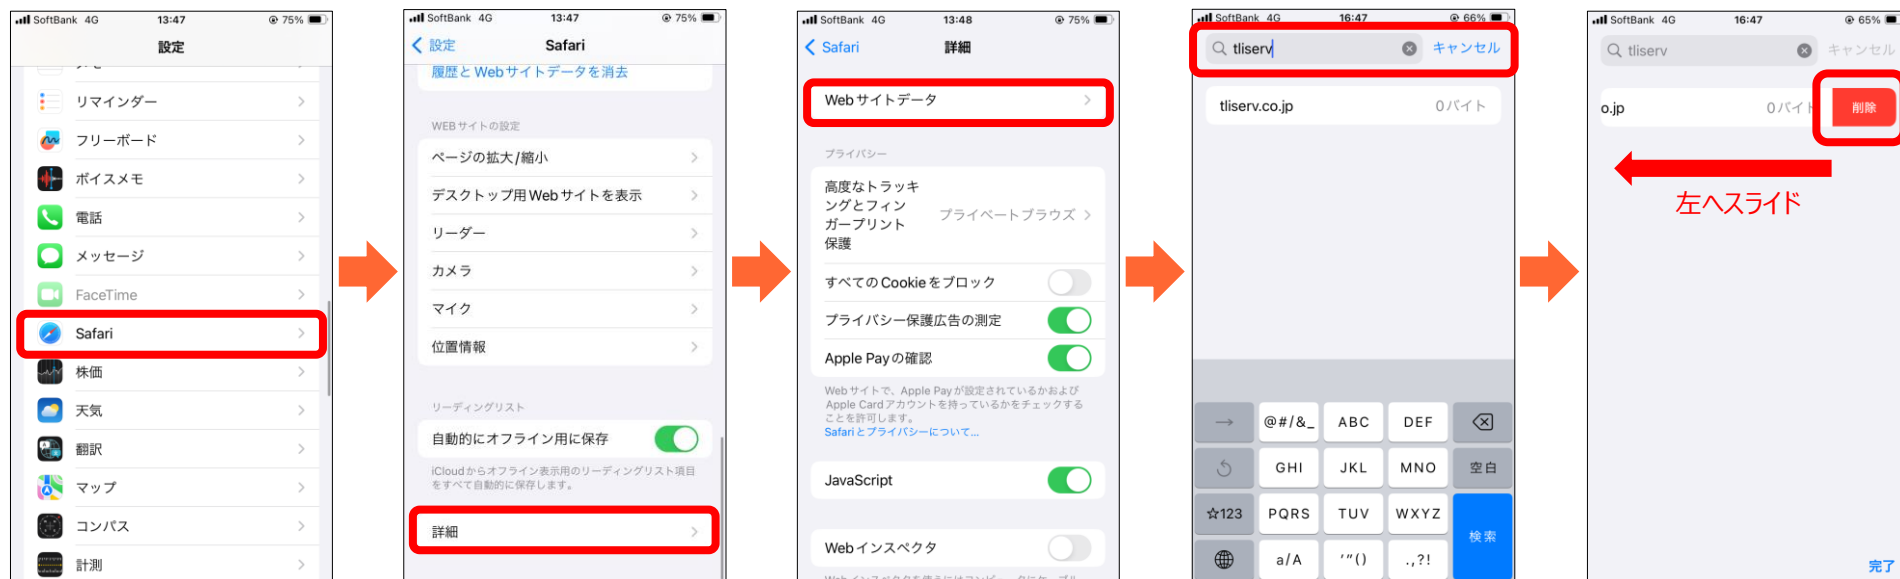 SoftBank 4G 13:47 75%
設定
リマインダー
フリーボード
ボイスメモ
電話
メッセージ
FaceTime
Safari
株価
天気
翻訳
マップ
コンパス
計測
SoftBank 4G 13:47 75%
設定 Safari
履歴とWebサイトデータを消去
WEBサイトの設定
ページの拡大/縮小
デスクトップ用Webサイトを表示
リーダー
カメラ
マイク
位置情報
リーディングリスト
自動的にオフライン用に保存
iCloudからオフライン表示用のリーディングリスト項目
をすべて自動的に保存します。
詳細
SoftBank 4G 13:48 75%
Safari 詳細
Webサイトデータ
プライバシー
高度なトラッキ
ングとフィン
ガープリント
保護
プライベートブラウズ
すべてのCookieをブロック
プライバシー保護広告の測定
Apple Payの確認
Webサイトで、Apple Payが設定されているかおよび
Apple Cardアカウントを持っているかをチェックする
ことを許可します。
Safariとプライバシーについて...
JavaScript
Webインスペクタ
SoftBank 4G 16:47 66%
tliserv キャンセル
tliserv.co.jp 0バイト
→ @#/&_ ABC DEF
GHI JKL MNO 空白
☆123 PQRS TUV WXYZ
検索
a/A '"() .,?!
SoftBank 4G 16:47 65%
tliserv キャンセル
o.jp 0バイト 削除
左へスライド
完了